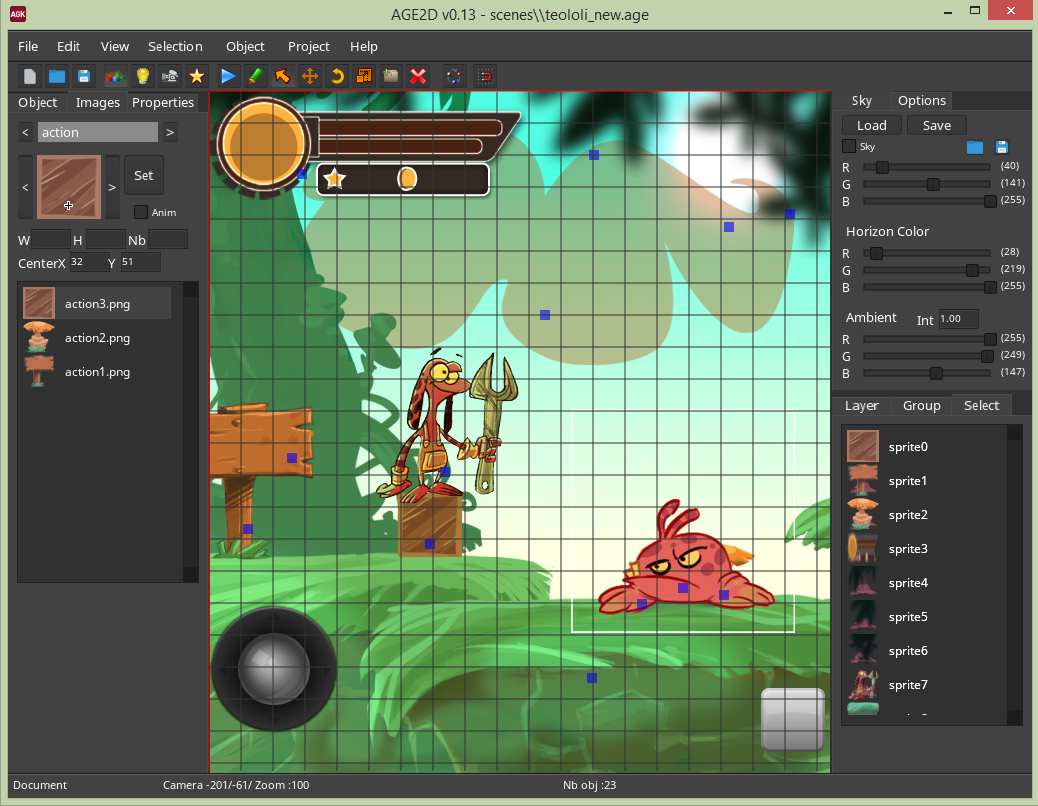 AGK
AGE2D v0.13 - scenes\\teololi_new.age
File Edit View Selection Object Project Help
Object Images Properties
< action >
< > Set
Anim
W H Nb
CenterX 32 Y 51
action3.png
action2.png
action1.png
Sky Options
Load Save
Sky
R (40)
G (141)
B (255)
Horizon Color
R (28)
G (219)
B (255)
Ambient Int 1.00
R (255)
G (249)
B (147)
Layer Group Select
sprite0
sprite1
sprite2
sprite3
sprite4
sprite5
sprite6
sprite7
Document Camera -201/-61/ Zoom :100 Nb obj :23